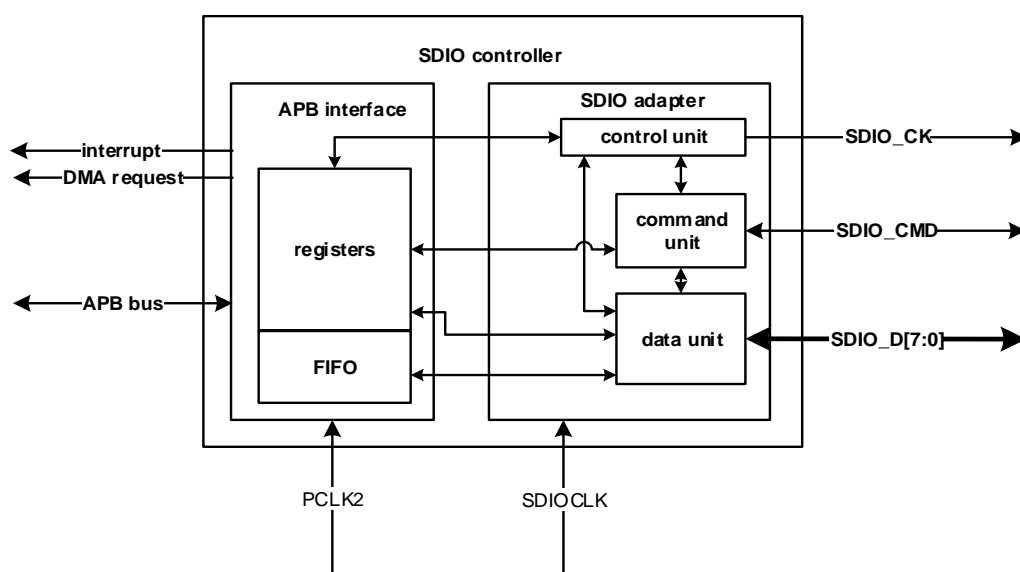 SDIO controller
APB interface
SDIO adapter
control unit
SDIO_CK
interrupt
DMA request
registers
command
unit
SDIO_CMD
APB bus
data unit
SDIO_D[7:0]
FIFO
PCLK2
SDIOCLK